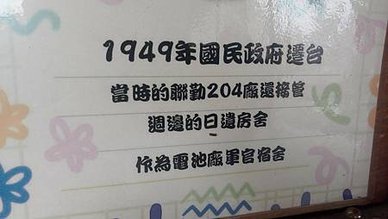 1949年國民政府遷台
當時的聯勤204廠還接管
週邊的日遺房舍
作為電池廠軍官宿舍